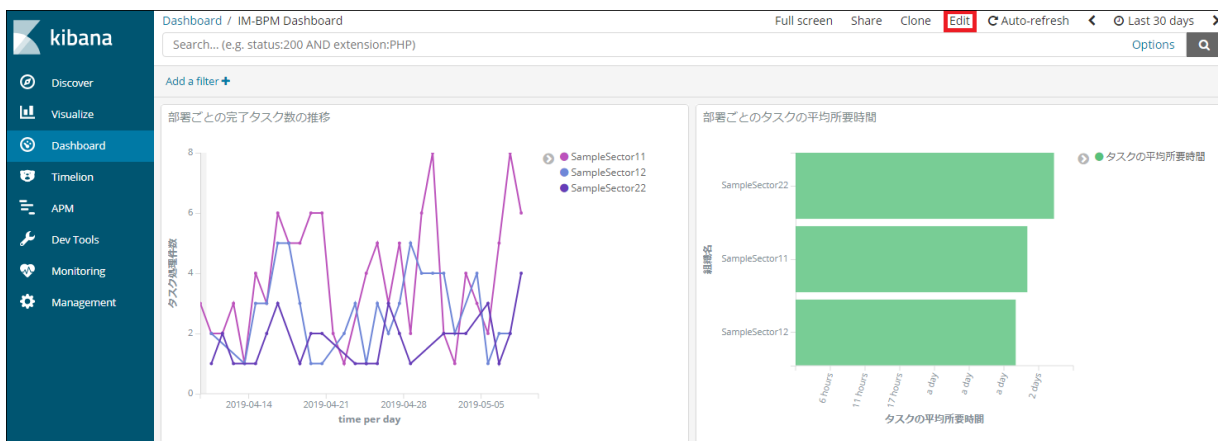 kibana
Discover
Visualize
Dashboard
Timelion
APM
Dev Tools
Monitoring
Management
Dashboard / IM-BPM Dashboard
Full screen Share Clone Edit Auto-refresh Last 30 days
Search... (e.g. status:200 AND extension:PHP)
Options
Add a filter
部署ごとの完了タスク数の推移
8
6
4
2
0
タスク処理件数
2019-04-14 2019-04-21 2019-04-28 2019-05-05
time per day
SampleSector11
SampleSector12
SampleSector22
部署ごとのタスクの平均所要時間
SampleSector22
SampleSector11
SampleSector12
組織名
6 hours 11 hours 17 hours a day a day a day 2 days
タスクの平均所要時間
タスクの平均所要時間